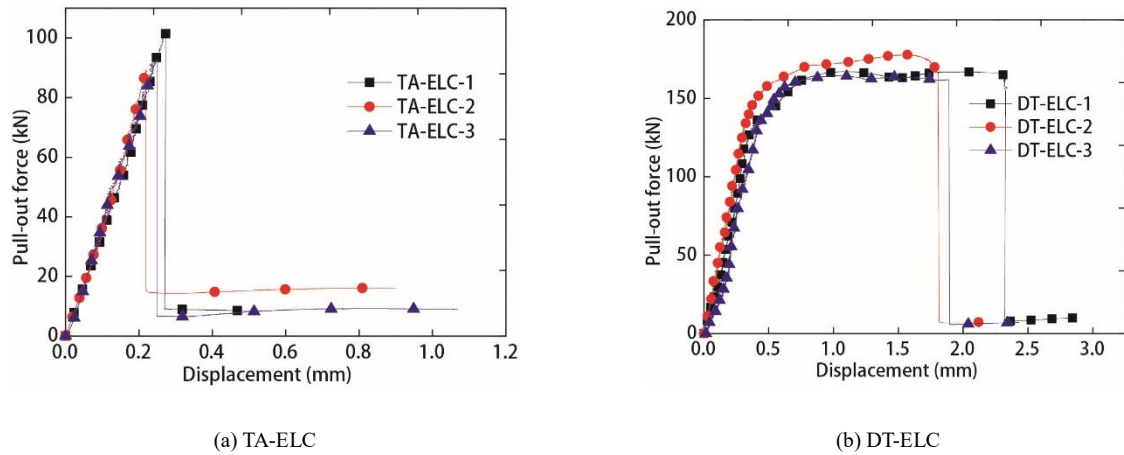 100
80
60
40
20
0
Pull-out force (kN)
TA-ELC-1
TA-ELC-2
TA-ELC-3
0.0 0.2 0.4 0.6 0.8 1.0 1.2
Displacement (mm)
(a) TA-ELC
200
150
100
50
0
Pull-out force (kN)
DT-ELC-1
DT-ELC-2
DT-ELC-3
0.0 0.5 1.0 1.5 2.0 2.5 3.0
Displacement (mm)
(b) DT-ELC